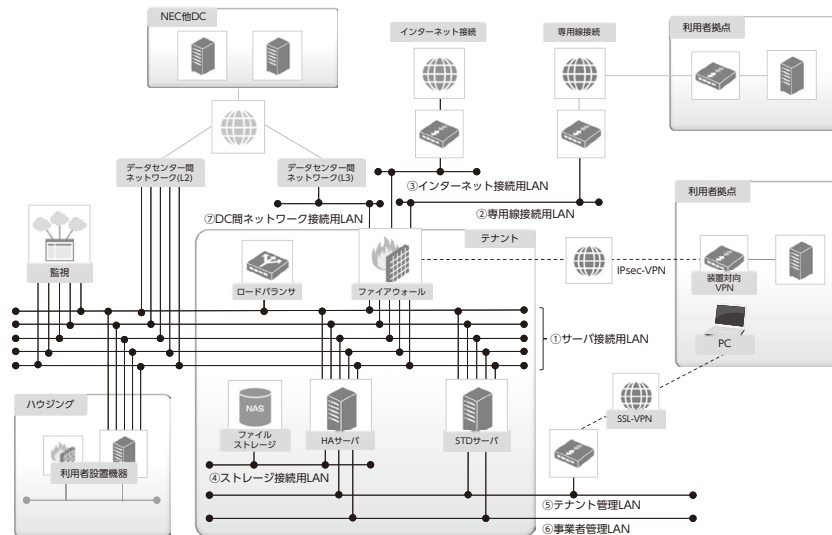 NEC他DC
インターネット接続
専用線接続
利用者拠点
データセンター間
ネットワーク(L2)
データセンター間
ネットワーク(L3)
③インターネット接続用LAN
②専用線接続用LAN
⑦DC間ネットワーク接続用LAN
利用者拠点
テナント
監視
ロードバランサ
ファイアウォール
IPsec-VPN
装置対向
VPN
①サーバ接続用LAN
PC
ハウジング
NAS
ファイル
ストレージ
HAサーバ
STDサーバ
SSL-VPN
利用者設置機器
④ストレージ接続用LAN
⑤テナント管理LAN
⑥事業者管理LAN